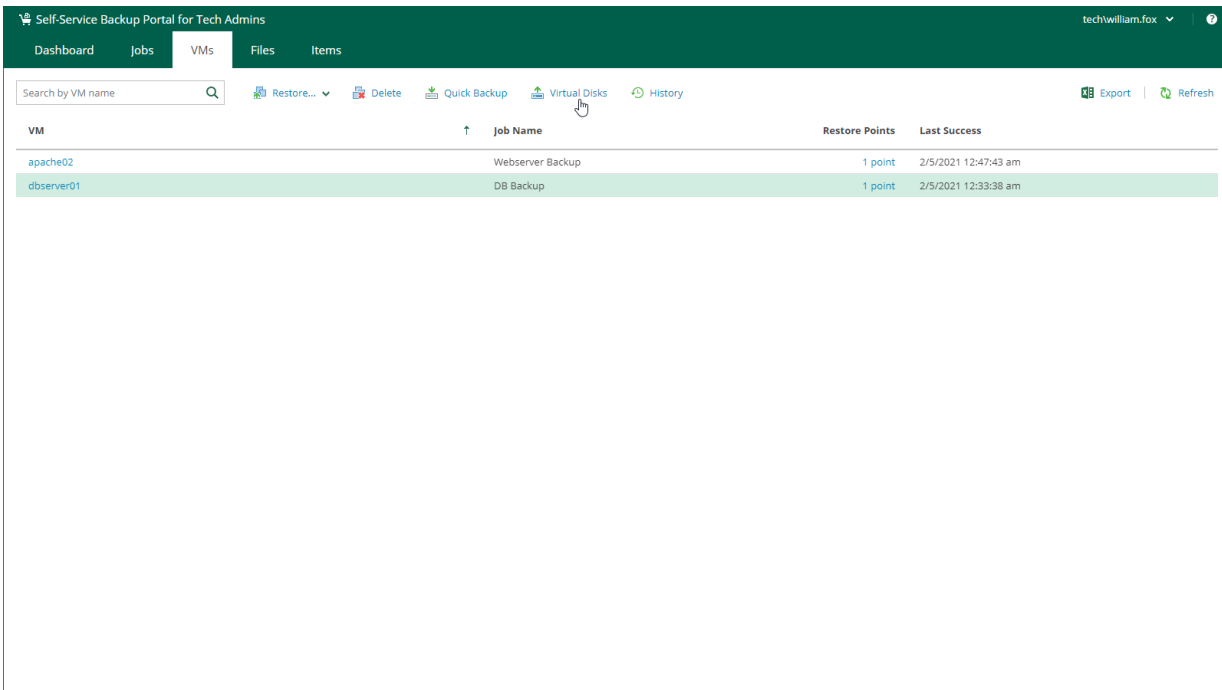 Self-Service Backup Portal for Tech Admins
tech\william.fox
?
Dashboard Jobs VMs Files Items
Search by VM name Restore... Delete Quick Backup Virtual Disks History Export Refresh
VM Job Name Restore Points Last Success
apache02 Webserver Backup 1 point 2/5/2021 12:47:43 am
dbserver01 DB Backup 1 point 2/5/2021 12:33:38 am